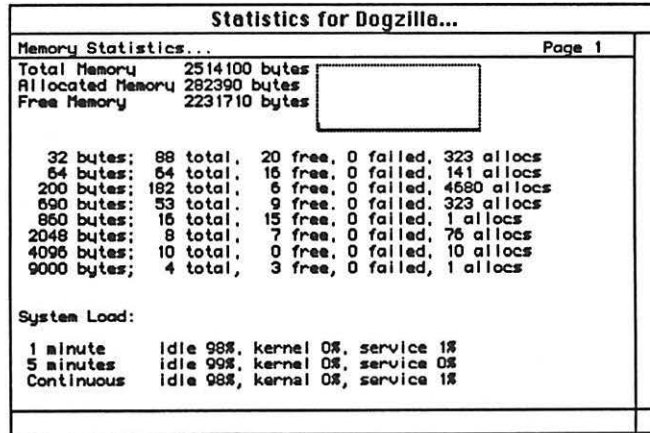 Statistics for Dogzilla...
Memory Statistics... Page 1
Total Memory 2514100 bytes
Allocated Memory 282390 bytes
Free Memory 2231710 bytes
32 bytes; 88 total, 20 free, 0 failed, 323 allocs
64 bytes; 64 total, 16 free, 0 failed, 141 allocs
200 bytes; 182 total, 6 free, 0 failed, 4680 allocs
690 bytes; 53 total, 9 free, 0 failed, 323 allocs
860 bytes; 16 total, 15 free, 0 failed, 1 allocs
2048 bytes; 8 total, 7 free, 0 failed, 76 allocs
4096 bytes; 10 total, 0 free, 0 failed, 10 allocs
9000 bytes; 4 total, 3 free, 0 failed, 1 allocs
System Load:
1 minute idle 98%, kernel 0%, service 1%
5 minutes idle 99%, kernel 0%, service 0%
Continuous idle 98%, kernel 0%, service 1%